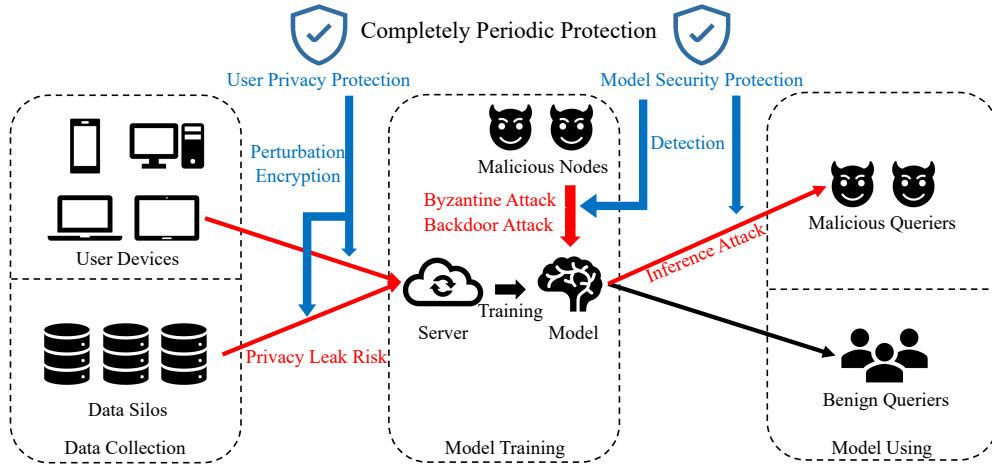 Completely Periodic Protection
User Privacy Protection
Model Security Protection
Perturbation
Encryption
User Devices
Privacy Leak Risk
Data Silos
Data Collection
Malicious Nodes
Detection
Byzantine Attack
Backdoor Attack
Server
Training
Model
Model Training
Inference Attack
Malicious Queriers
Benign Queriers
Model Using